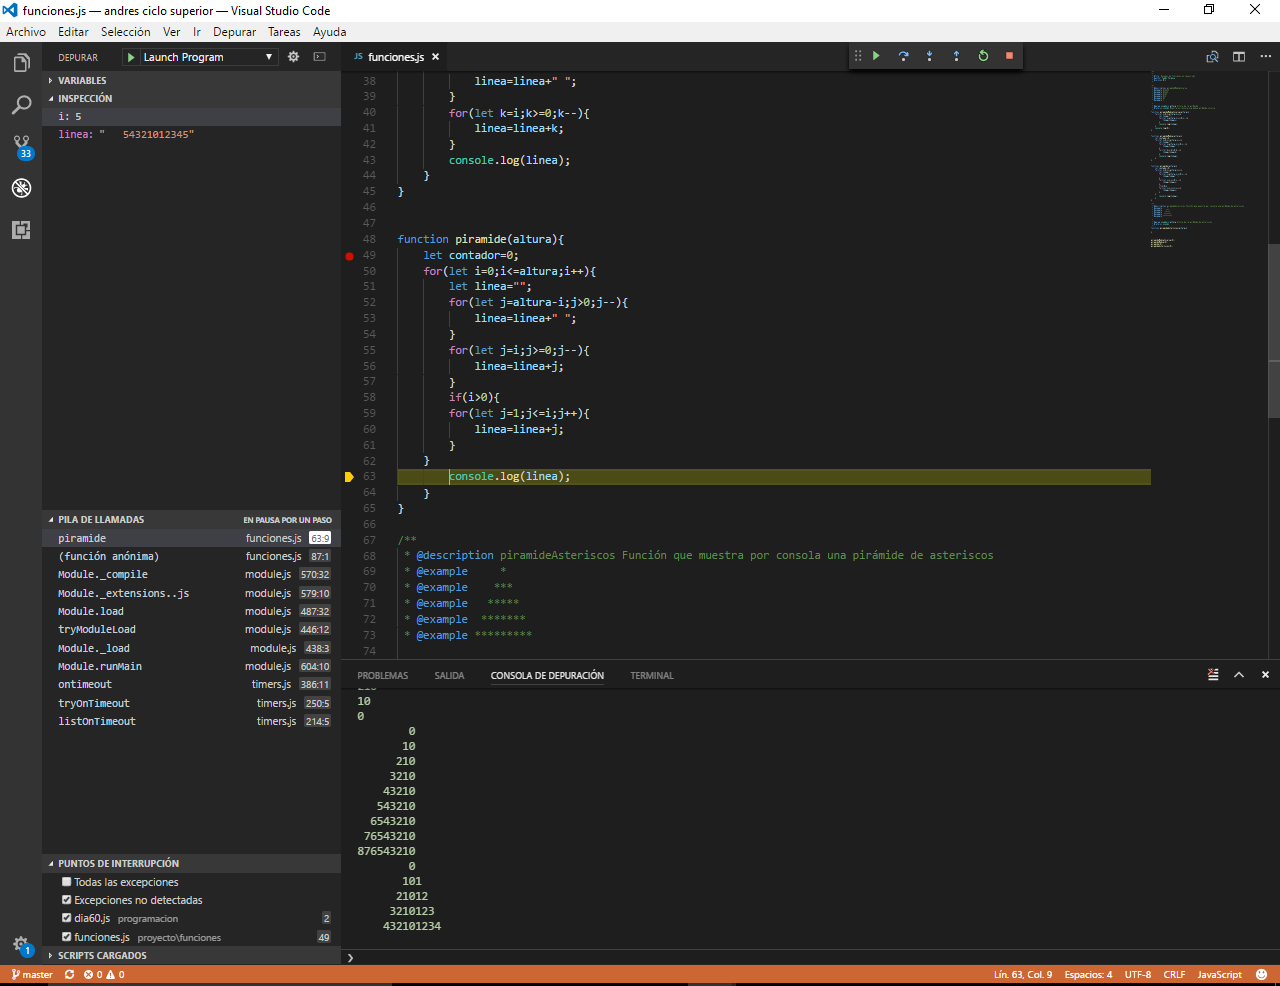 funciones.js — andres ciclo superior — Visual Studio Code
Archivo Editar Selección Ver Ir Depurar Tareas Ayuda
DEPURAR Launch Program
VARIABLES
INSPECCIÓN
i: 5
linea: "   54321012345"
33
PILA DE LLAMADAS EN PAUSA POR UN PASO
piramide funciones.js 63:9
(función anónima) funciones.js 87:1
Module._compile module.js 570:32
Module._extensions..js module.js 579:10
Module.load module.js 487:32
tryModuleLoad module.js 446:12
Module._load module.js 438:3
Module.runMain module.js 604:10
ontimeout timers.js 386:11
tryOnTimeout timers.js 250:5
listOnTimeout timers.js 214:5
PUNTOS DE INTERRUPCIÓN
Todas las excepciones
Excepciones no detectadas
dia60.js programacion 2
funciones.js proyecto\funciones 49
SCRIPTS CARGADOS
1
JS funciones.js
38 linea=linea+" ";
39 }
40 for(let k=i;k>=0;k--){
41 linea=linea+k;
42 }
43 console.log(linea);
44 }
45 }
46
47
48 function piramide(altura){
49 let contador=0;
50 for(let i=0;i<=altura;i++){
51 let linea="";
52 for(let j=altura-i;j>0;j--){
53 linea=linea+" ";
54 }
55 for(let j=i;j>=0;j--){
56 linea=linea+j;
57 }
58 if(i>0){
59 for(let j=1;j<=i;j++){
60 linea=linea+j;
61 }
62 }
63 console.log(linea);
64 }
65 }
66
67 /**
68 * @description piramideAsteriscos Función que muestra por consola una pirámide de asteriscos
69 * @example     *
70 * @example    ***
71 * @example   *****
72 * @example  *******
73 * @example *********
74
PROBLEMAS SALIDA CONSOLA DE DEPURACIÓN TERMINAL
210
10
0
0
10
210
3210
43210
543210
6543210
76543210
876543210
0
101
21012
3210123
432101234
master 0 0 Lín. 63, Col. 9 Espacios: 4 UTF-8 CRLF JavaScript